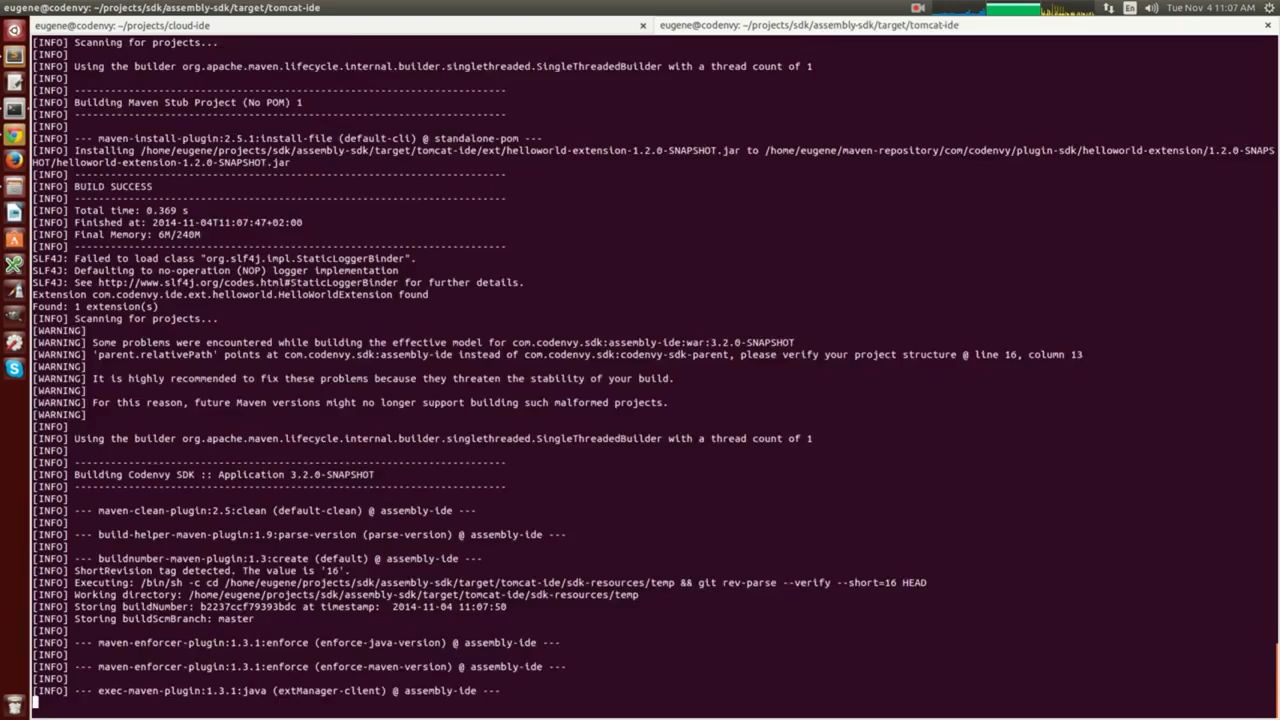 eugene@codenvy: ~/projects/sdk/assembly-sdk/target/tomcat-ide
En
Tue Nov 4 11:07 AM
eugene@codenvy: ~/projects/cloud-ide
eugene@codenvy: ~/projects/sdk/assembly-sdk/target/tomcat-ide
[INFO] Scanning for projects...
[INFO]
[INFO] Using the builder org.apache.maven.lifecycle.internal.builder.singlethreaded.SingleThreadedBuilder with a thread count of 1
[INFO]
[INFO] ------------------------------------------------------------------------
[INFO] Building Maven Stub Project (No POM) 1
[INFO] ------------------------------------------------------------------------
[INFO]
[INFO] --- maven-install-plugin:2.5.1:install-file (default-cli) @ standalone-pom ---
[INFO] Installing /home/eugene/projects/sdk/assembly-sdk/target/tomcat-ide/ext/helloworld-extension-1.2.0-SNAPSHOT.jar to /home/eugene/maven-repository/com/codenvy/plugin-sdk/helloworld-extension/1.2.0-SNAPS
HOT/helloworld-extension-1.2.0-SNAPSHOT.jar
[INFO] ------------------------------------------------------------------------
[INFO] BUILD SUCCESS
[INFO] ------------------------------------------------------------------------
[INFO] Total time: 0.369 s
[INFO] Finished at: 2014-11-04T11:07:47+02:00
[INFO] Final Memory: 6M/240M
[INFO] ------------------------------------------------------------------------
SLF4J: Failed to load class "org.slf4j.impl.StaticLoggerBinder".
SLF4J: Defaulting to no-operation (NOP) logger implementation
SLF4J: See http://www.slf4j.org/codes.html#StaticLoggerBinder for further details.
Extension com.codenvy.ide.ext.helloworld.HelloWorldExtension found
Found: 1 extension(s)
[INFO] Scanning for projects...
[WARNING]
[WARNING] Some problems were encountered while building the effective model for com.codenvy.sdk:assembly-ide:war:3.2.0-SNAPSHOT
[WARNING] 'parent.relativePath' points at com.codenvy.sdk:assembly-ide instead of com.codenvy.sdk:codenvy-sdk-parent, please verify your project structure @ line 16, column 13
[WARNING]
[WARNING] It is highly recommended to fix these problems because they threaten the stability of your build.
[WARNING]
[WARNING] For this reason, future Maven versions might no longer support building such malformed projects.
[WARNING]
[INFO]
[INFO] Using the builder org.apache.maven.lifecycle.internal.builder.singlethreaded.SingleThreadedBuilder with a thread count of 1
[INFO]
[INFO] ------------------------------------------------------------------------
[INFO] Building Codenvy SDK :: Application 3.2.0-SNAPSHOT
[INFO] ------------------------------------------------------------------------
[INFO]
[INFO] --- maven-clean-plugin:2.5:clean (default-clean) @ assembly-ide ---
[INFO]
[INFO] --- build-helper-maven-plugin:1.9:parse-version (parse-version) @ assembly-ide ---
[INFO]
[INFO] --- buildnumber-maven-plugin:1.3:create (default) @ assembly-ide ---
[INFO] ShortRevision tag detected. The value is '16'.
[INFO] Executing: /bin/sh -c cd /home/eugene/projects/sdk/assembly-sdk/target/tomcat-ide/sdk-resources/temp && git rev-parse --verify --short=16 HEAD
[INFO] Working directory: /home/eugene/projects/sdk/assembly-sdk/target/tomcat-ide/sdk-resources/temp
[INFO] Storing buildNumber: b2237ccf79393bdc at timestamp:  2014-11-04 11:07:50
[INFO] Storing buildScmBranch: master
[INFO]
[INFO] --- maven-enforcer-plugin:1.3.1:enforce (enforce-java-version) @ assembly-ide ---
[INFO]
[INFO] --- maven-enforcer-plugin:1.3.1:enforce (enforce-maven-version) @ assembly-ide ---
[INFO]
[INFO] --- exec-maven-plugin:1.3.1:java (extManager-client) @ assembly-ide ---